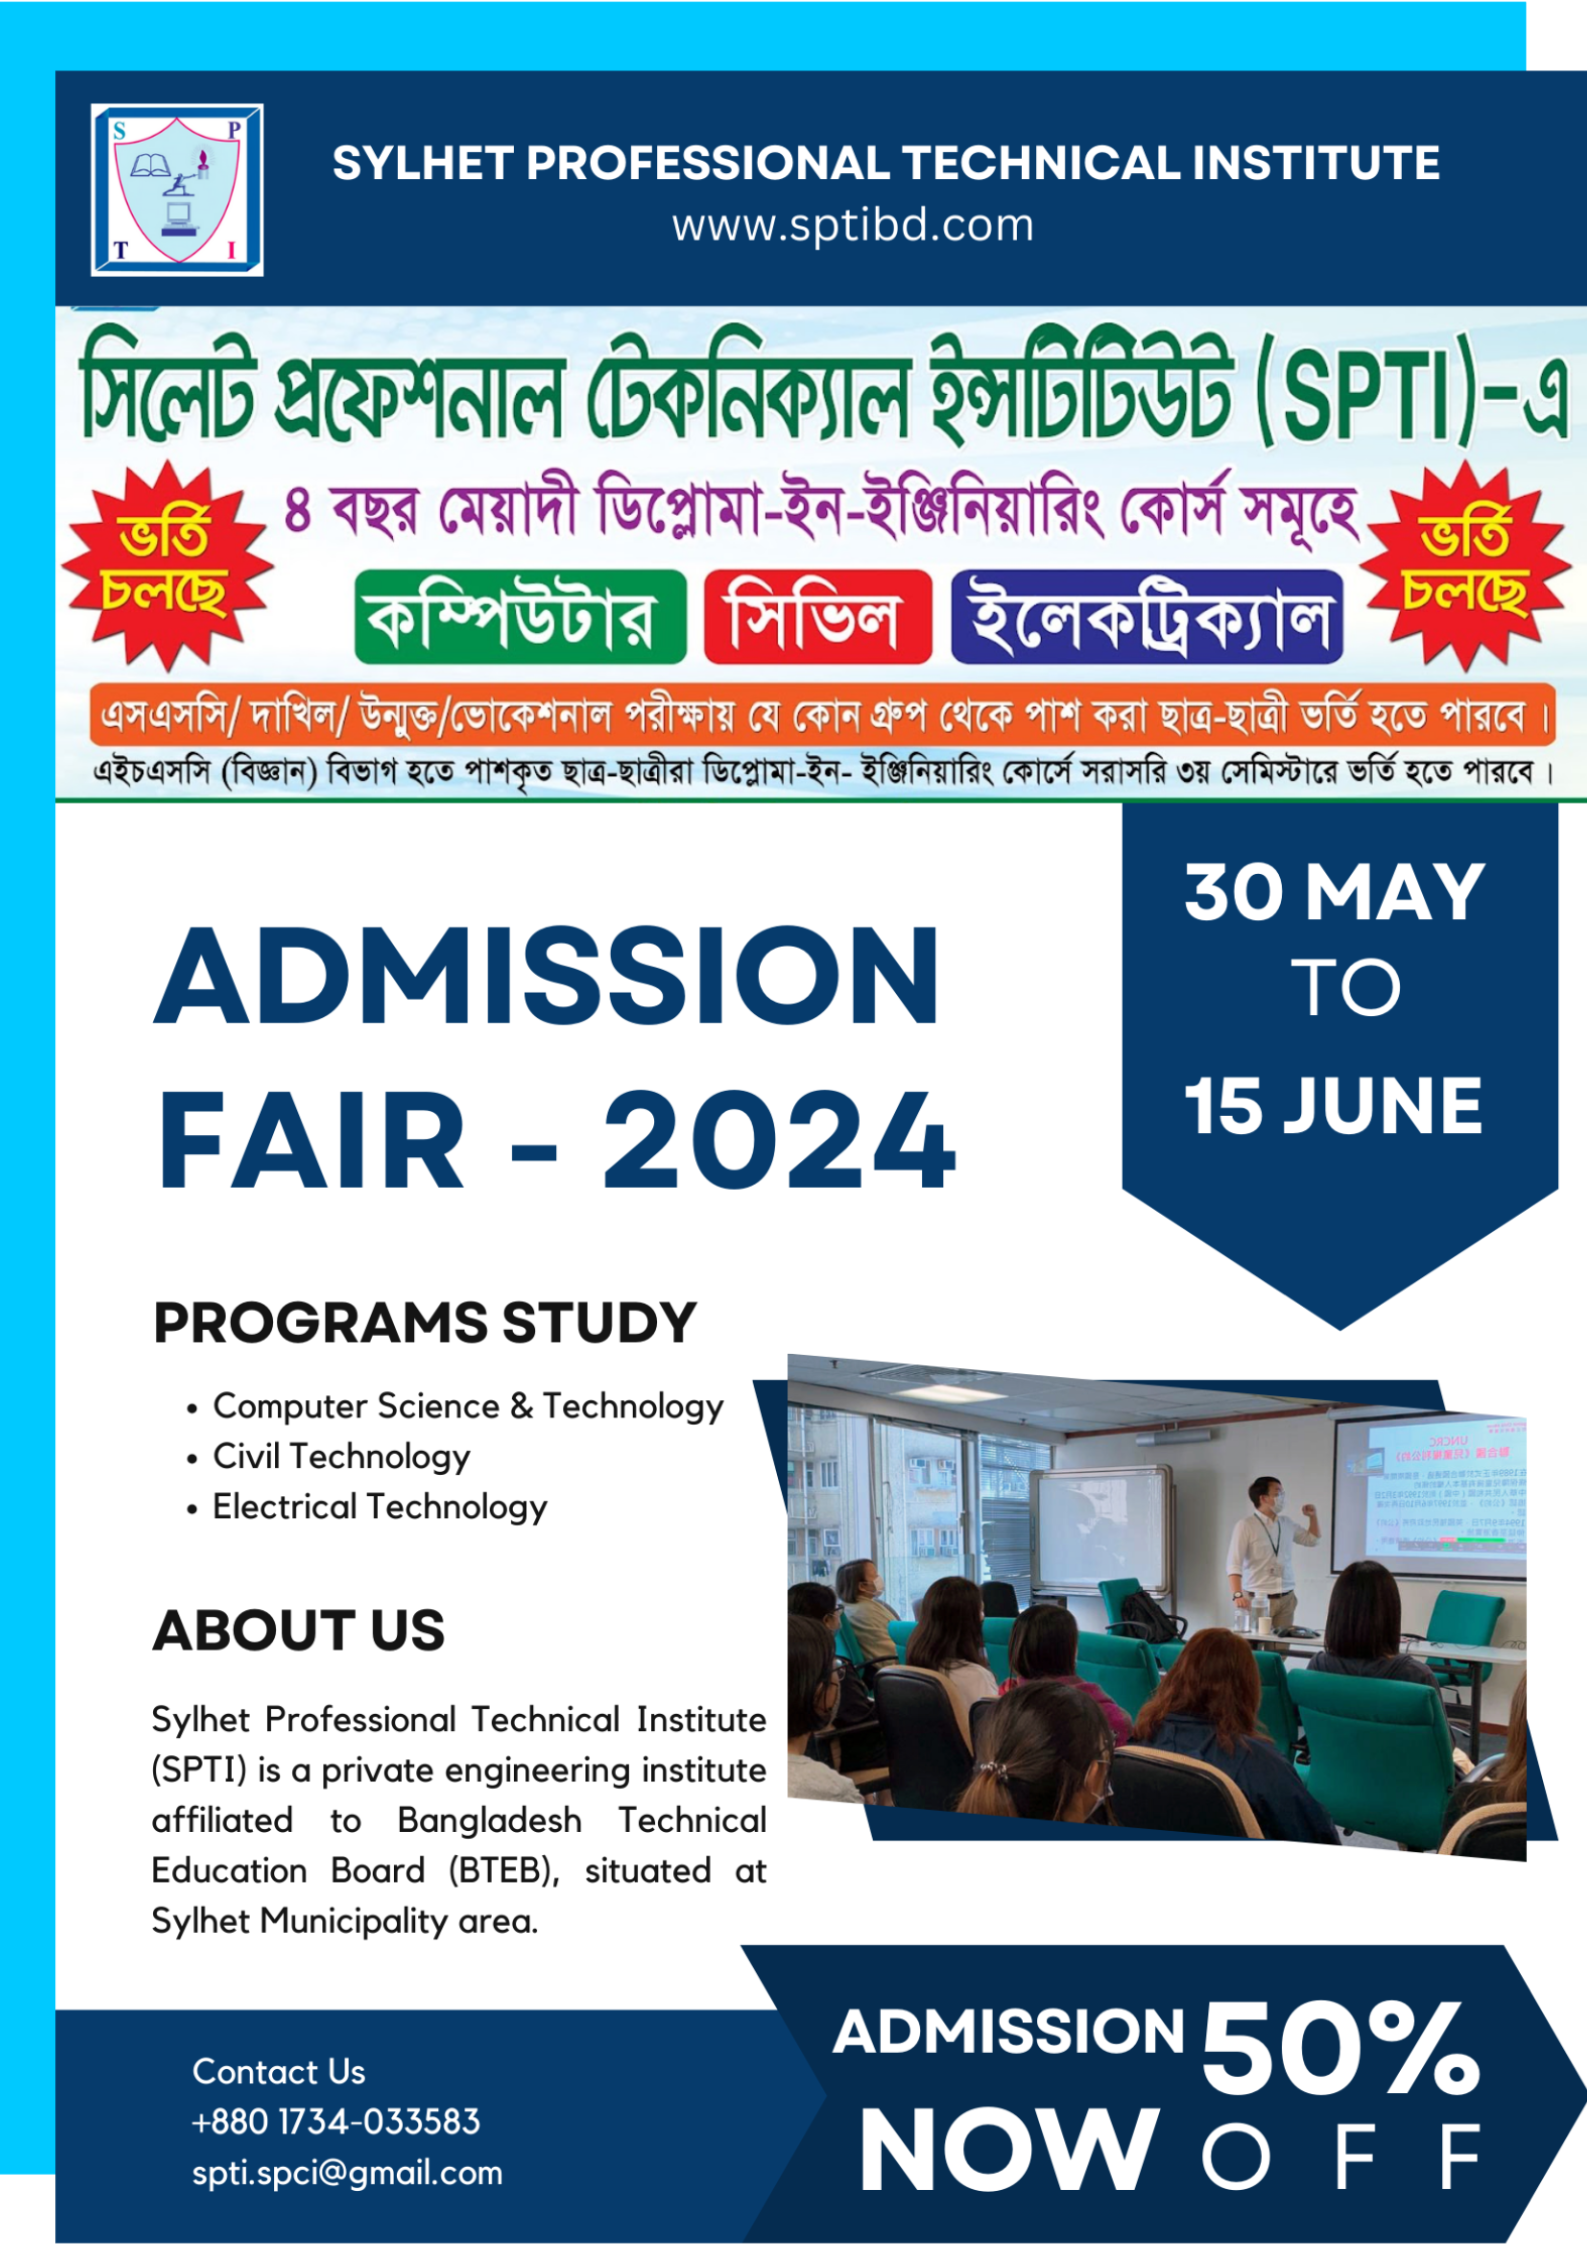 S P
T I
SYLHET PROFESSIONAL TECHNICAL INSTITUTE
www.sptibd.com
সিলেট প্রফেশনাল টেকনিক্যাল ইন্সটিটিউট (SPTI)-এ
ভর্তি
চলছে
৪ বছর মেয়াদী ডিপ্লোমা-ইন-ইঞ্জিনিয়ারিং কোর্স সমূহে
ভর্তি
চলছে
কম্পিউটার সিভিল ইলেকট্রিক্যাল
এসএসসি/ দাখিল/ উন্মুক্ত/ভোকেশনাল পরীক্ষায় যে কোন গ্রুপ থেকে পাশ করা ছাত্র-ছাত্রী ভর্তি হতে পারবে ।
এইচএসসি (বিজ্ঞান) বিভাগ হতে পাশকৃত ছাত্র-ছাত্রীরা ডিপ্লোমা-ইন- ইঞ্জিনিয়ারিং কোর্সে সরাসরি ৩য় সেমিস্টারে ভর্তি হতে পারবে ।
30 MAY
TO
15 JUNE
ADMISSION
FAIR - 2024
PROGRAMS STUDY
• Computer Science & Technology
• Civil Technology
• Electrical Technology
UNCRC
ABOUT US
Sylhet Professional Technical Institute
(SPTI) is a private engineering institute
affiliated to Bangladesh Technical
Education Board (BTEB), situated at
Sylhet Municipality area.
Contact Us
+880 1734-033583
spti.spci@gmail.com
ADMISSION
NOW
50%
OFF